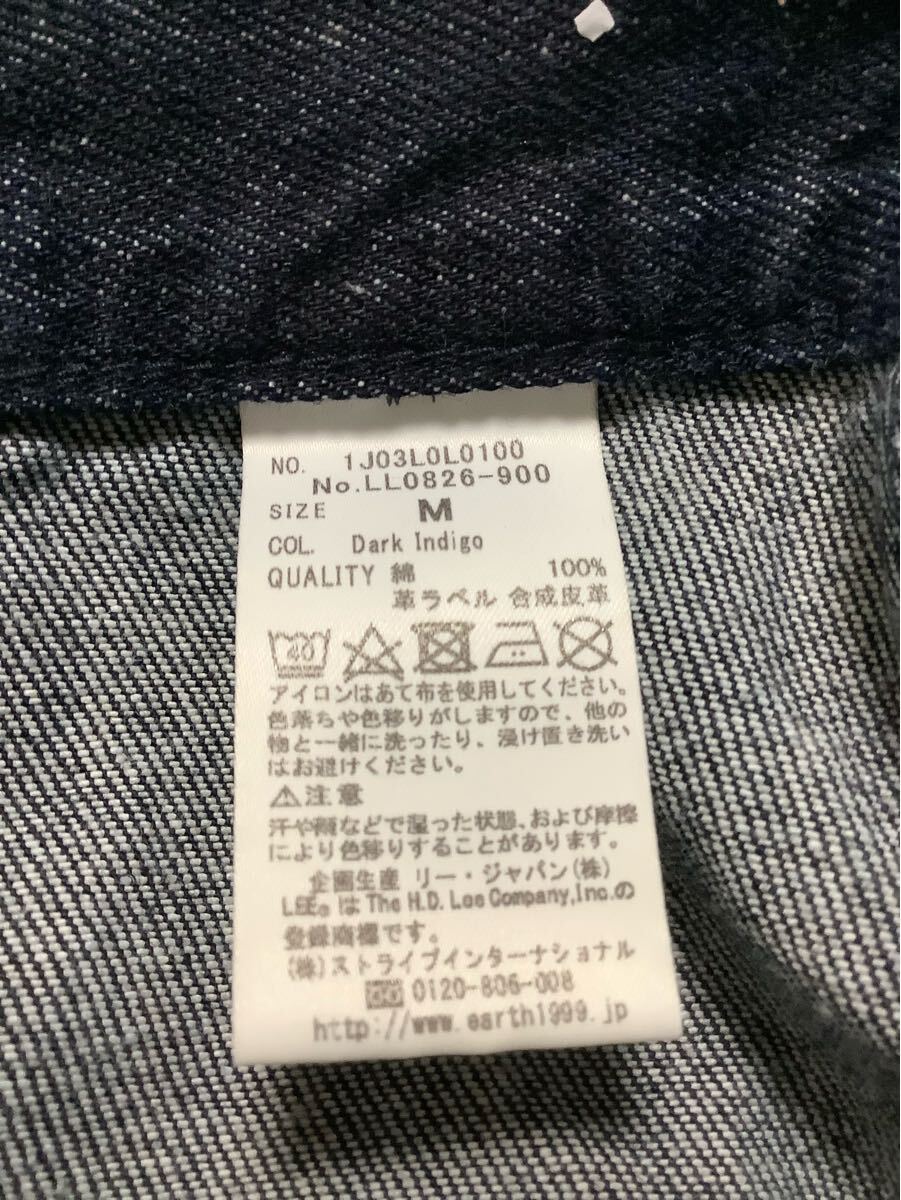 NO. 1J03L0L0100
No.LL0826-900
SIZE M
COL. Dark Indigo
QUALITY 綿 100%
革ラベル 合成皮革
40
アイロンはあて布を使用してください。
色落ちや色移りがしますので、他の
物と一緒に洗ったり、浸け置き洗い
はお避けください。
⚠注意
汗や雨などで湿った状態、および摩擦
により色移りすることがあります。
企画生産 リー・ジャパン(株)
LEE®はThe H.D. Lee Company,Inc.の
登録商標です。
(株)ストライプインターナショナル
0120-806-008
http://www.earth1999.jp